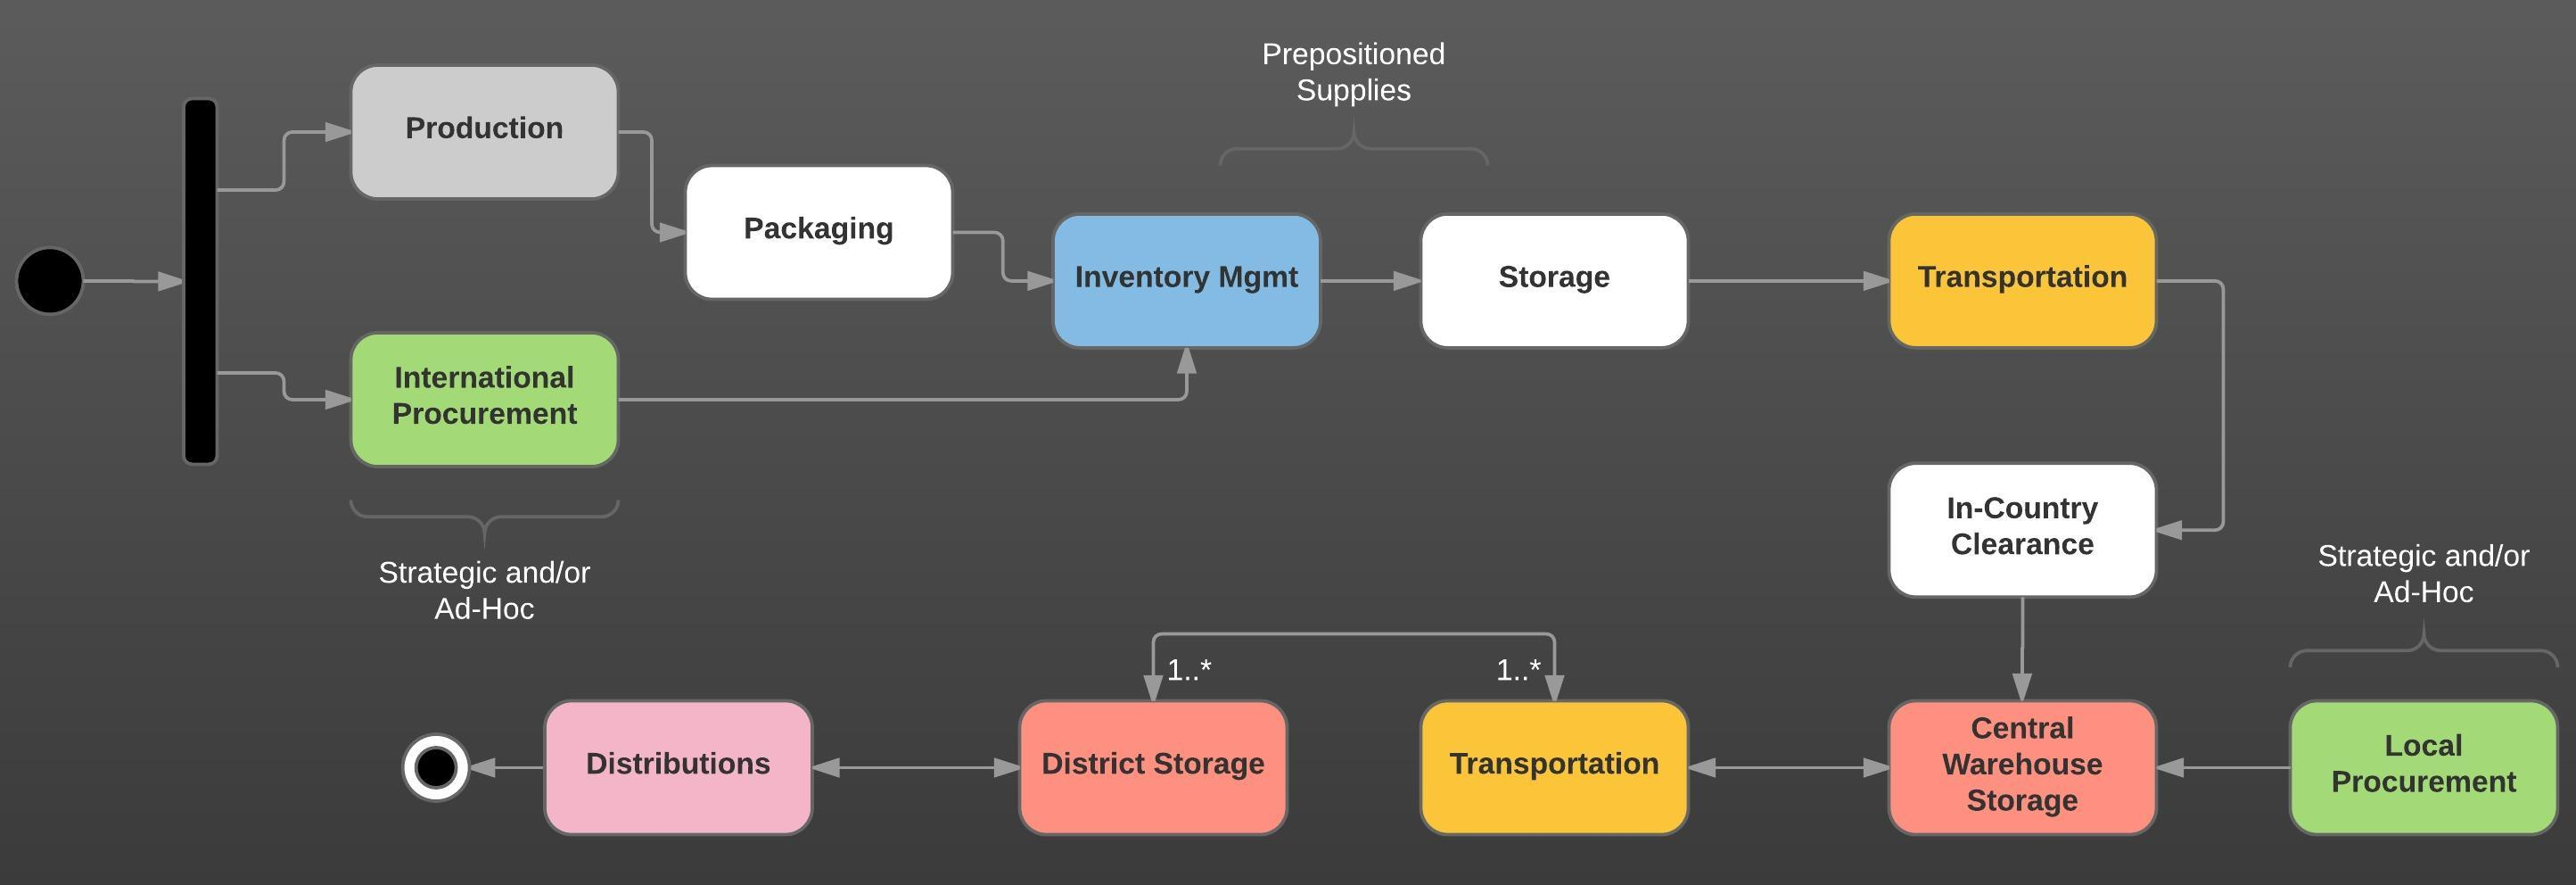 Prepositioned
Supplies
Production
Packaging
Inventory Mgmt
Storage
Transportation
International
Procurement
Strategic and/or
Ad-Hoc
In-Country
Clearance
Strategic and/or
Ad-Hoc
1..*
1..*
Distributions
District Storage
Transportation
Central
Warehouse
Storage
Local
Procurement